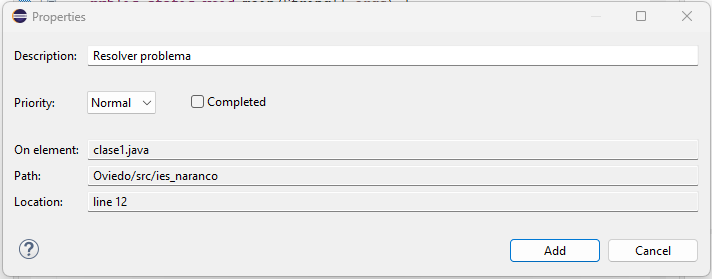 Properties
Description: Resolver problema
Priority: Normal Completed
On element: clase1.java
Path: Oviedo/src/ies_naranco
Location: line 12
? Add Cancel